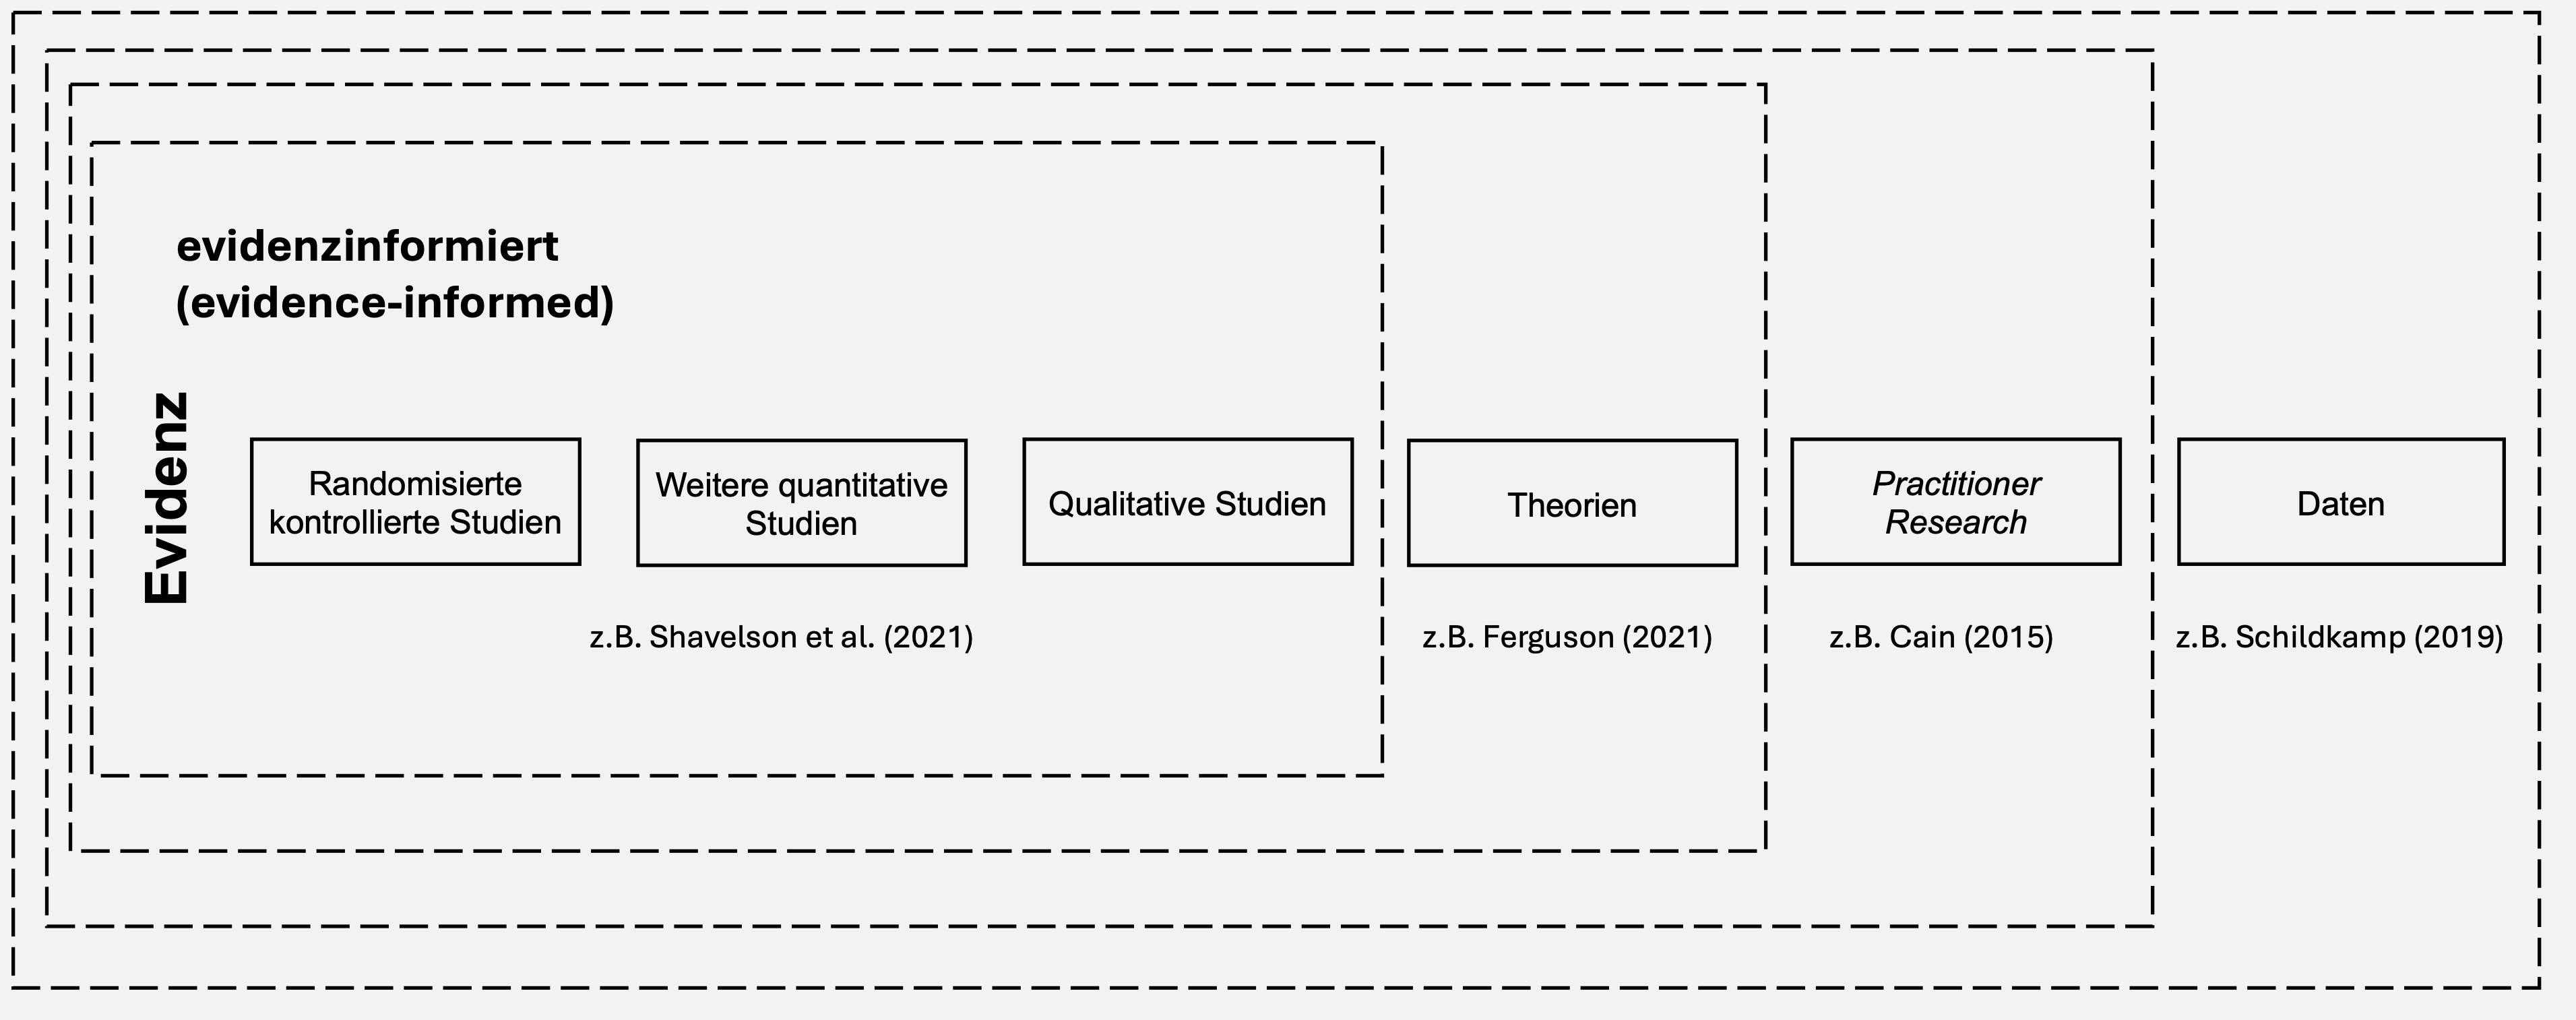 evidenzinformiert
(evidence-informed)
Evidenz
Randomisierte
kontrollierte Studien
Weitere quantitative
Studien
Qualitative Studien
Theorien
Practitioner
Research
Daten
z.B. Shavelson et al. (2021)
z.B. Ferguson (2021)
z.B. Cain (2015)
z.B. Schildkamp (2019)